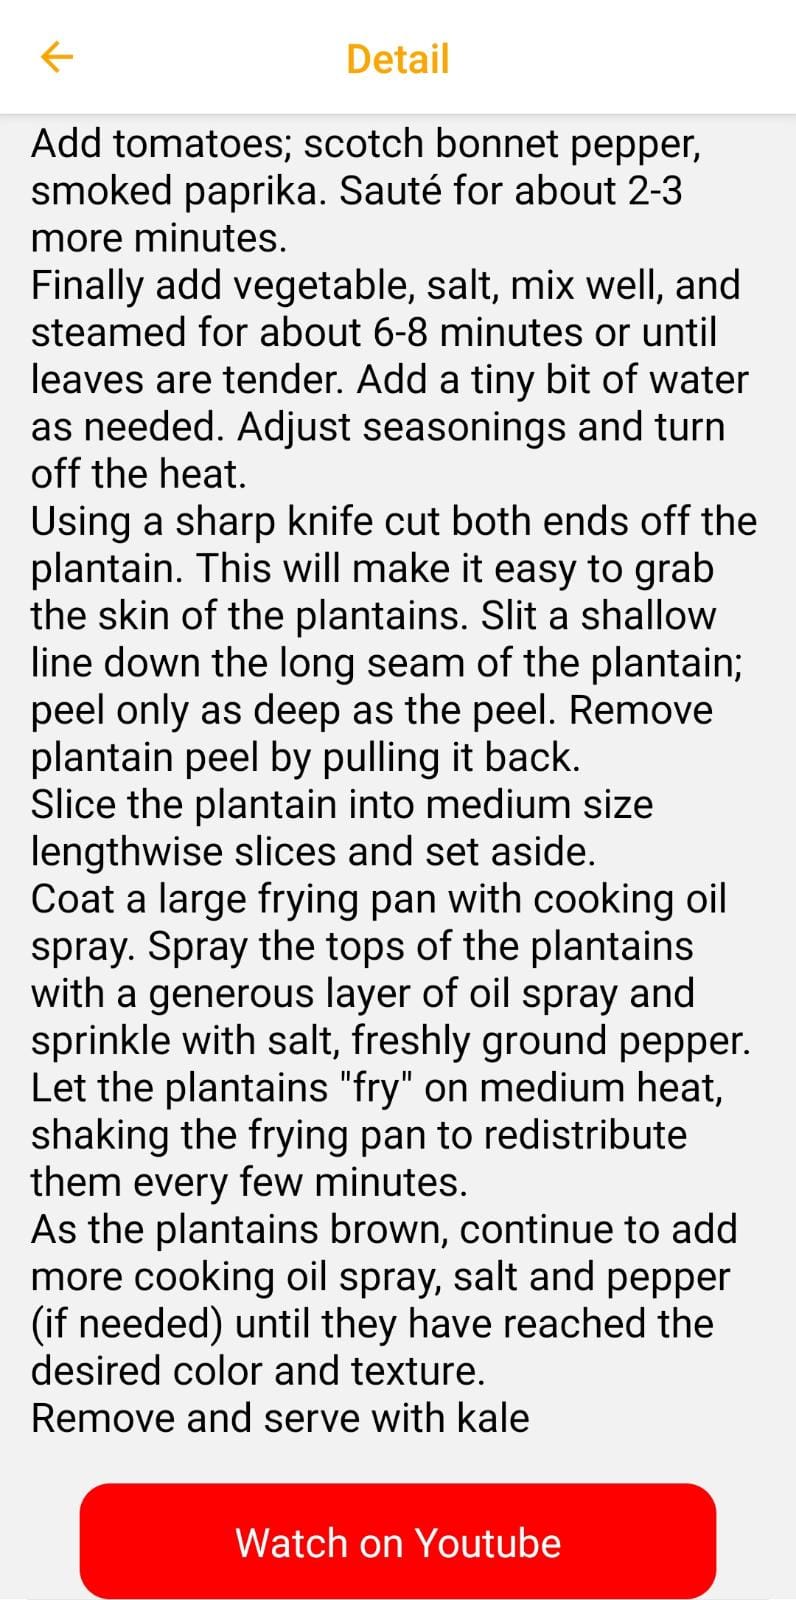 Detail
Add tomatoes; scotch bonnet pepper,
smoked paprika. Sauté for about 2-3
more minutes.
Finally add vegetable, salt, mix well, and
steamed for about 6-8 minutes or until
leaves are tender. Add a tiny bit of water
as needed. Adjust seasonings and turn
off the heat.
Using a sharp knife cut both ends off the
plantain. This will make it easy to grab
the skin of the plantains. Slit a shallow
line down the long seam of the plantain;
peel only as deep as the peel. Remove
plantain peel by pulling it back.
Slice the plantain into medium size
lengthwise slices and set aside.
Coat a large frying pan with cooking oil
spray. Spray the tops of the plantains
with a generous layer of oil spray and
sprinkle with salt, freshly ground pepper.
Let the plantains "fry" on medium heat,
shaking the frying pan to redistribute
them every few minutes.
As the plantains brown, continue to add
more cooking oil spray, salt and pepper
(if needed) until they have reached the
desired color and texture.
Remove and serve with kale
Watch on Youtube